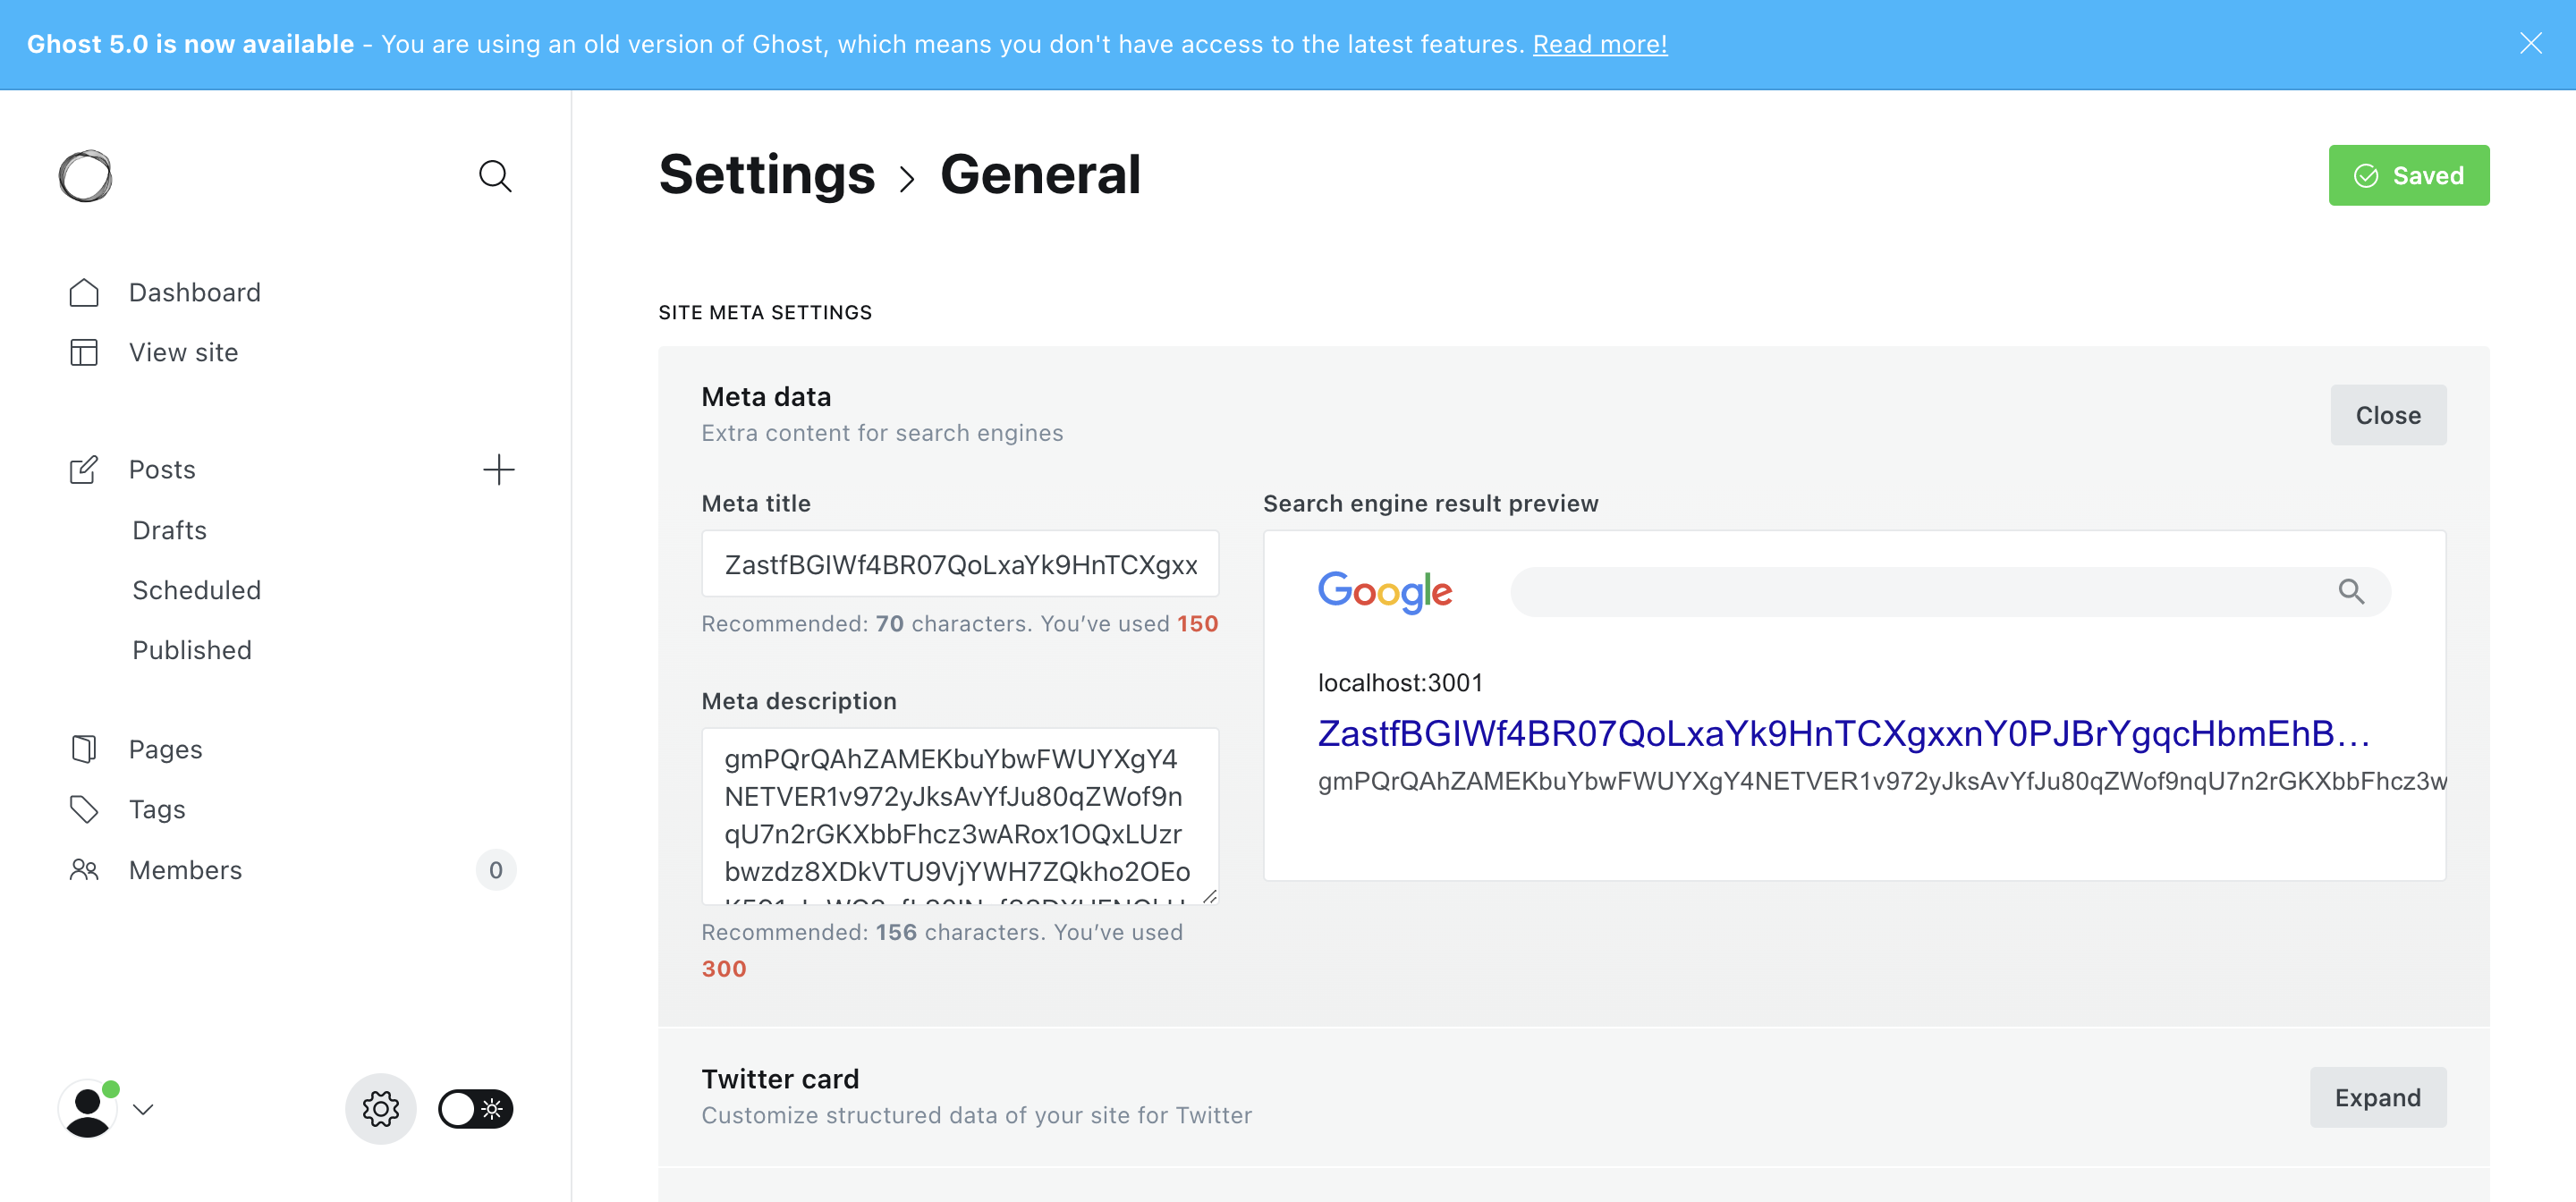 Ghost 5.0 is now available - You are using an old version of Ghost, which means you don't have access to the latest features. Read more!
Settings › General
Saved
Dashboard
View site
Posts
Drafts
Scheduled
Published
Pages
Tags
Members
0
SITE META SETTINGS
Meta data
Extra content for search engines
Close
Meta title
ZastfBGIWf4BR07QoLxaYk9HnTCXgxx
Recommended: 70 characters. You’ve used 150
Meta description
gmPQrQAhZAMEKbuYbwFWUYXgY4
NETVER1v972yJksAvYfJu80qZWof9n
qU7n2rGKXbbFhcz3wARox1OQxLUzr
bwzdz8XDkVTU9VjYWH7ZQkho2OEo
Recommended: 156 characters. You’ve used
300
Search engine result preview
Google
localhost:3001
ZastfBGIWf4BR07QoLxaYk9HnTCXgxxnY0PJBrYgqcHbmEhB…
gmPQrQAhZAMEKbuYbwFWUYXgY4NETVER1v972yJksAvYfJu80qZWof9nqU7n2rGKXbbFhcz3w
Twitter card
Customize structured data of your site for Twitter
Expand